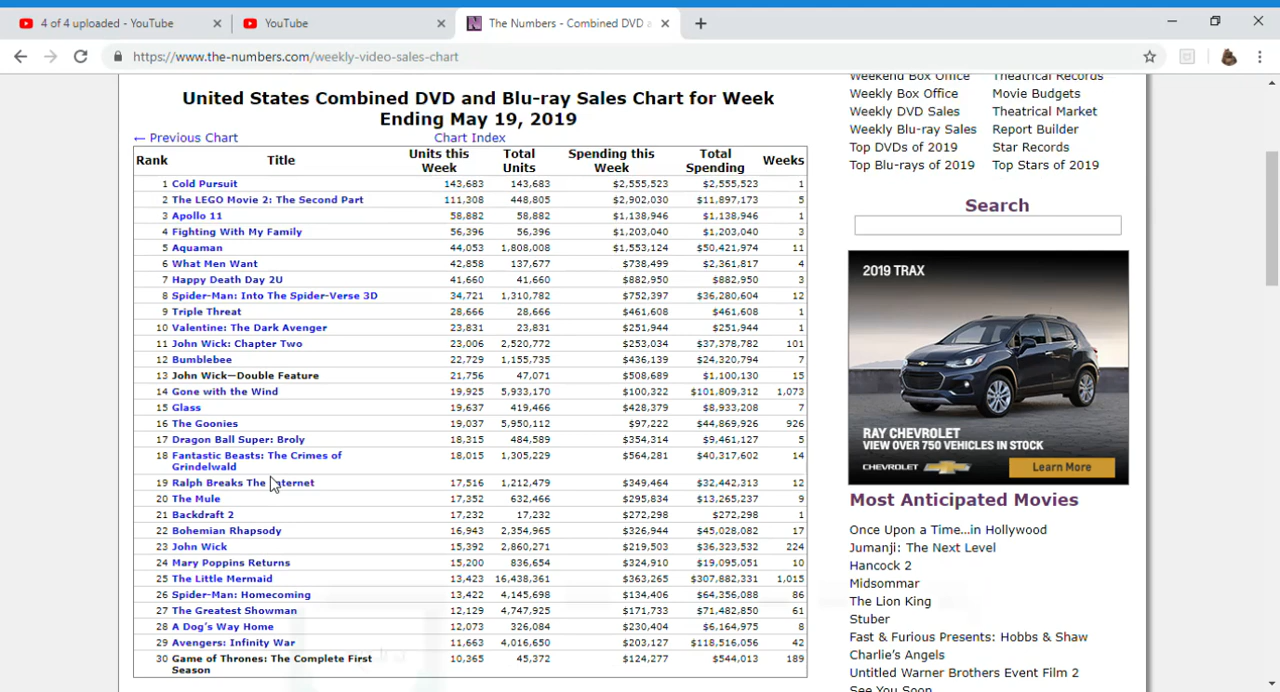 4 of 4 uploaded - YouTube
YouTube
The Numbers - Combined DVD a
https://www.the-numbers.com/weekly-video-sales-chart
United States Combined DVD and Blu-ray Sales Chart for Week
Ending May 19, 2019
← Previous Chart Chart Index
Rank Title Units this Week Total Units Spending this Week Total Spending Weeks
1 Cold Pursuit 143,683 143,683 $2,555,523 $2,555,523 1
2 The LEGO Movie 2: The Second Part 111,308 448,805 $2,902,030 $11,897,173 5
3 Apollo 11 58,882 58,882 $1,138,946 $1,138,946 1
4 Fighting With My Family 56,396 56,396 $1,203,040 $1,203,040 3
5 Aquaman 44,053 1,808,008 $1,553,124 $50,421,974 11
6 What Men Want 42,858 137,677 $738,499 $2,361,817 4
7 Happy Death Day 2U 41,660 41,660 $882,950 $882,950 3
8 Spider-Man: Into The Spider-Verse 3D 34,721 1,310,782 $752,397 $36,280,604 12
9 Triple Threat 28,666 28,666 $461,608 $461,608 1
10 Valentine: The Dark Avenger 23,831 23,831 $251,944 $251,944 1
11 John Wick: Chapter Two 23,006 2,520,772 $253,034 $37,378,782 101
12 Bumblebee 22,729 1,155,735 $436,139 $24,320,794 7
13 John Wick—Double Feature 21,756 47,071 $508,689 $1,100,130 15
14 Gone with the Wind 19,925 5,933,170 $100,322 $101,809,312 1,073
15 Glass 19,637 419,466 $428,379 $8,933,208 7
16 The Goonies 19,037 5,950,112 $97,222 $44,869,926 926
17 Dragon Ball Super: Broly 18,315 484,589 $354,314 $9,461,127 5
18 Fantastic Beasts: The Crimes of
Grindelwald 18,015 1,305,229 $564,281 $40,317,602 14
19 Ralph Breaks The Internet 17,516 1,212,479 $349,464 $32,442,313 12
20 The Mule 17,352 632,466 $295,834 $13,265,237 9
21 Backdraft 2 17,232 17,232 $272,298 $272,298 1
22 Bohemian Rhapsody 16,943 2,354,965 $326,944 $45,028,082 17
23 John Wick 15,392 2,860,271 $219,503 $36,323,532 224
24 Mary Poppins Returns 15,200 836,654 $324,910 $19,095,051 10
25 The Little Mermaid 13,423 16,438,361 $363,265 $307,882,331 1,015
26 Spider-Man: Homecoming 13,422 4,145,698 $134,406 $64,356,088 86
27 The Greatest Showman 12,129 4,747,925 $171,733 $71,482,850 61
28 A Dog's Way Home 12,073 326,084 $230,404 $6,164,975 8
29 Avengers: Infinity War 11,663 4,016,650 $203,127 $118,516,056 42
30 Game of Thrones: The Complete First
Season 10,365 45,372 $124,277 $544,013 189
Weekend Box Office Theatrical Records
Weekly Box Office Movie Budgets
Weekly DVD Sales Theatrical Market
Weekly Blu-ray Sales Report Builder
Top DVDs of 2019 Star Records
Top Blu-rays of 2019 Top Stars of 2019
Search
2019 TRAX
RAY CHEVROLET
VIEW OVER 750 VEHICLES IN STOCK
CHEVROLET Learn More
Most Anticipated Movies
Once Upon a Time…in Hollywood
Jumanji: The Next Level
Hancock 2
Midsommar
The Lion King
Stuber
Fast & Furious Presents: Hobbs & Shaw
Charlie's Angels
Untitled Warner Brothers Event Film 2
See You Soon